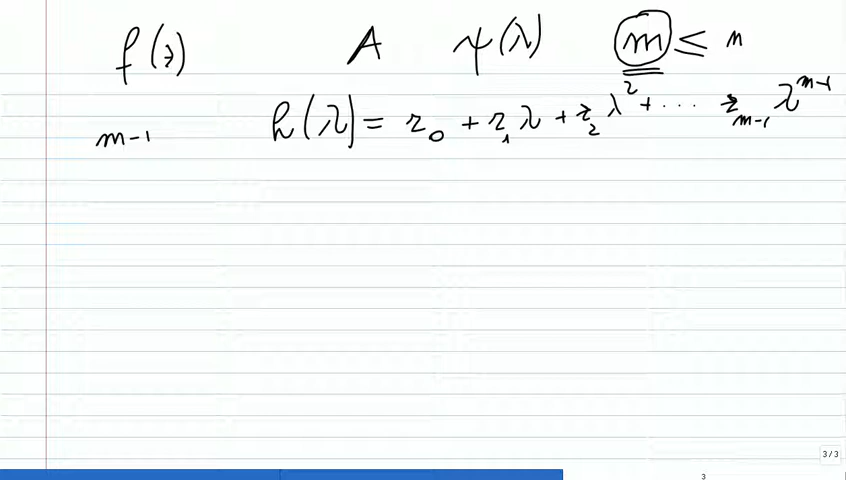 f(λ) A ψ(λ) m ≤ n
m-1 h(λ) = r₀ + r₁λ + r₂λ² + ... r_{m-1} λ^{m-1}
3/3
3